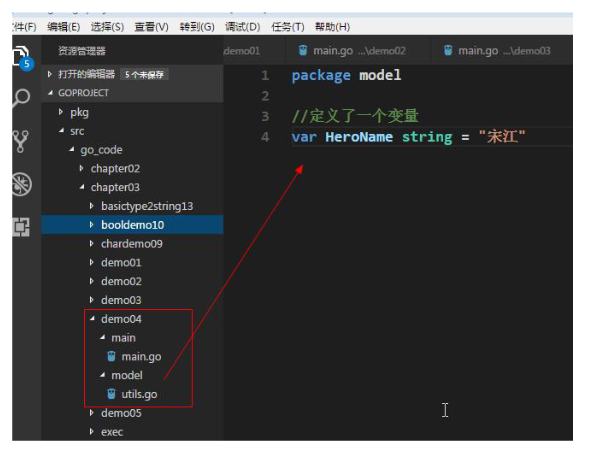 件(F) 编辑(E) 选择(S) 查看(V) 转到(G) 调试(D) 任务(T) 帮助(H)
资源管理器
demo01 main.go ...\demo02 main.go ...\demo03
5
打开的编辑器 5 个未保存
GOPROJECT
pkg
src
go_code
chapter02
chapter03
basictype2string13
booldemo10
chardemo09
demo01
demo02
demo03
demo04
main
main.go
model
utils.go
demo05
exec
1 package model
2
3 //定义了一个变量
4 var HeroName string = "宋江"